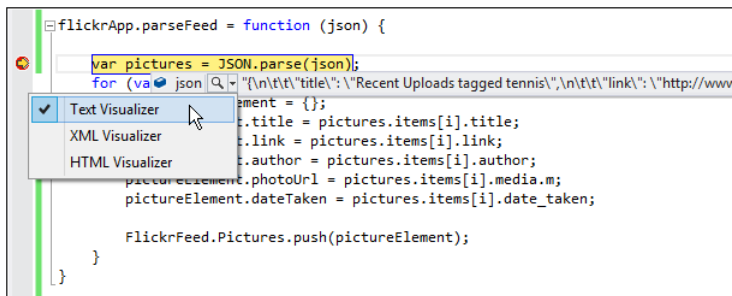 flickrApp.parseFeed = function (json) {
var pictures = JSON.parse(json);
for (va json "{\n\t\t\"title\": \"Recent Uploads tagged tennis\",\n\t\t\"link\": \"http://www
Text Visualizer ement = {};
t.title = pictures.items[i].title;
XML Visualizer t.link = pictures.items[i].link;
HTML Visualizer t.author = pictures.items[i].author;
pictureElement.photoUrl = pictures.items[i].media.m;
pictureElement.dateTaken = pictures.items[i].date_taken;
FlickrFeed.Pictures.push(pictureElement);
}
}